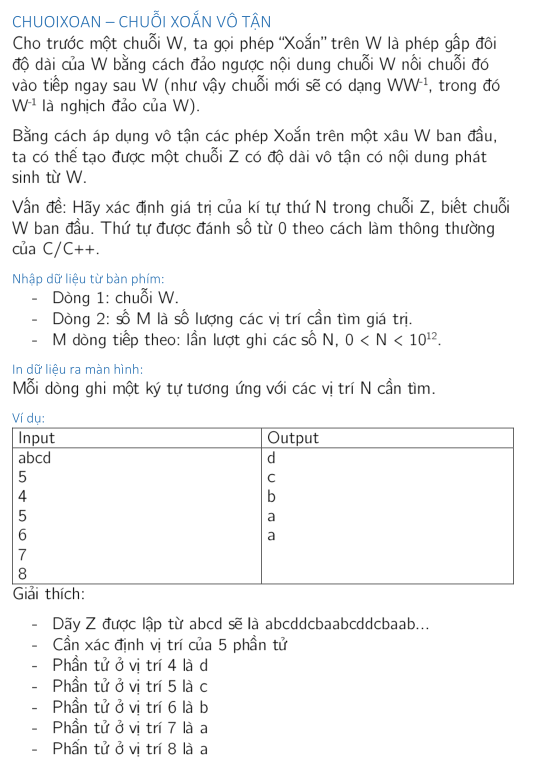 CHUOIXOAN – CHUỖI XOẮN VÔ TẬN
Cho trước một chuỗi W, ta gọi phép “Xoắn” trên W là phép gấp đôi
độ dài của W bằng cách đảo ngược nội dung chuỗi W nối chuỗi đó
vào tiếp ngay sau W (như vậy chuỗi mới sẽ có dạng WW⁻¹, trong đó
W⁻¹ là nghịch đảo của W).
Bằng cách áp dụng vô tận các phép Xoắn trên một xâu W ban đầu,
ta có thể tạo được một chuỗi Z có độ dài vô tận có nội dung phát
sinh từ W.
Vấn đề: Hãy xác định giá trị của kí tự thứ N trong chuỗi Z, biết chuỗi
W ban đầu. Thứ tự được đánh số từ 0 theo cách làm thông thường
của C/C++.
Nhập dữ liệu từ bàn phím:
- Dòng 1: chuỗi W.
- Dòng 2: số M là số lượng các vị trí cần tìm giá trị.
- M dòng tiếp theo: lần lượt ghi các số N, 0 < N < 10¹².
In dữ liệu ra màn hình:
Mỗi dòng ghi một ký tự tương ứng với các vị trí N cần tìm.
Ví dụ:
Input Output
abcd d
5 c
4 b
5 a
6 a
7
8
Giải thích:
- Dãy Z được lập từ abcd sẽ là abcddcbaabcddcbaab...
- Cần xác định vị trí của 5 phần tử
- Phần tử ở vị trí 4 là d
- Phần tử ở vị trí 5 là c
- Phần tử ở vị trí 6 là b
- Phần tử ở vị trí 7 là a
- Phấn tử ở vị trí 8 là a